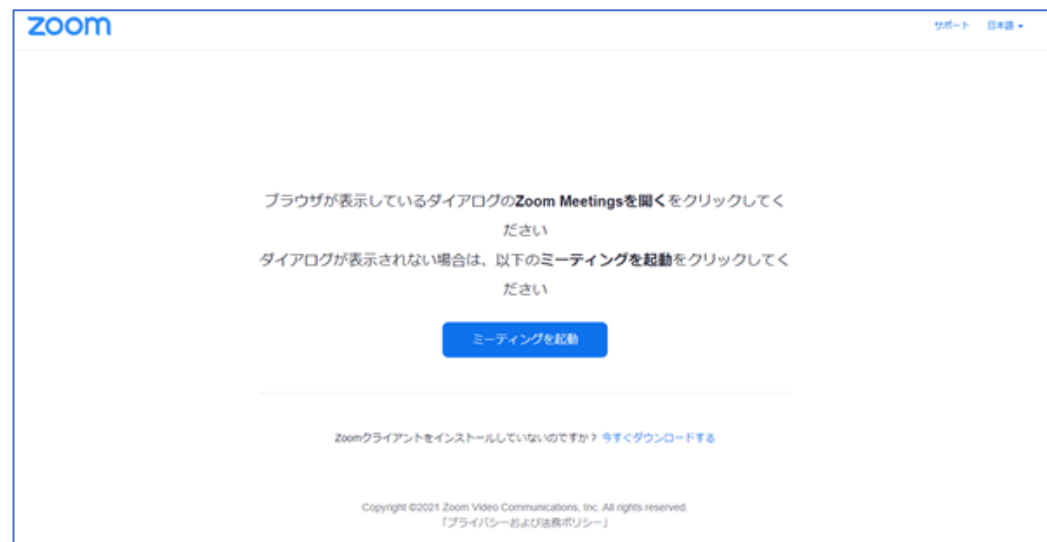 zoom
サポート 日本語
ブラウザが表示しているダイアログのZoom Meetingsを開くをクリックしてく
ださい
ダイアログが表示されない場合は、以下のミーティングを起動をクリックしてく
ださい
ミーティングを起動
Zoomクライアントをインストールしていないのですか？ 今すぐダウンロードする
Copyright ©2021 Zoom Video Communications, Inc. All rights reserved.
「プライバシーおよび法務ポリシー」